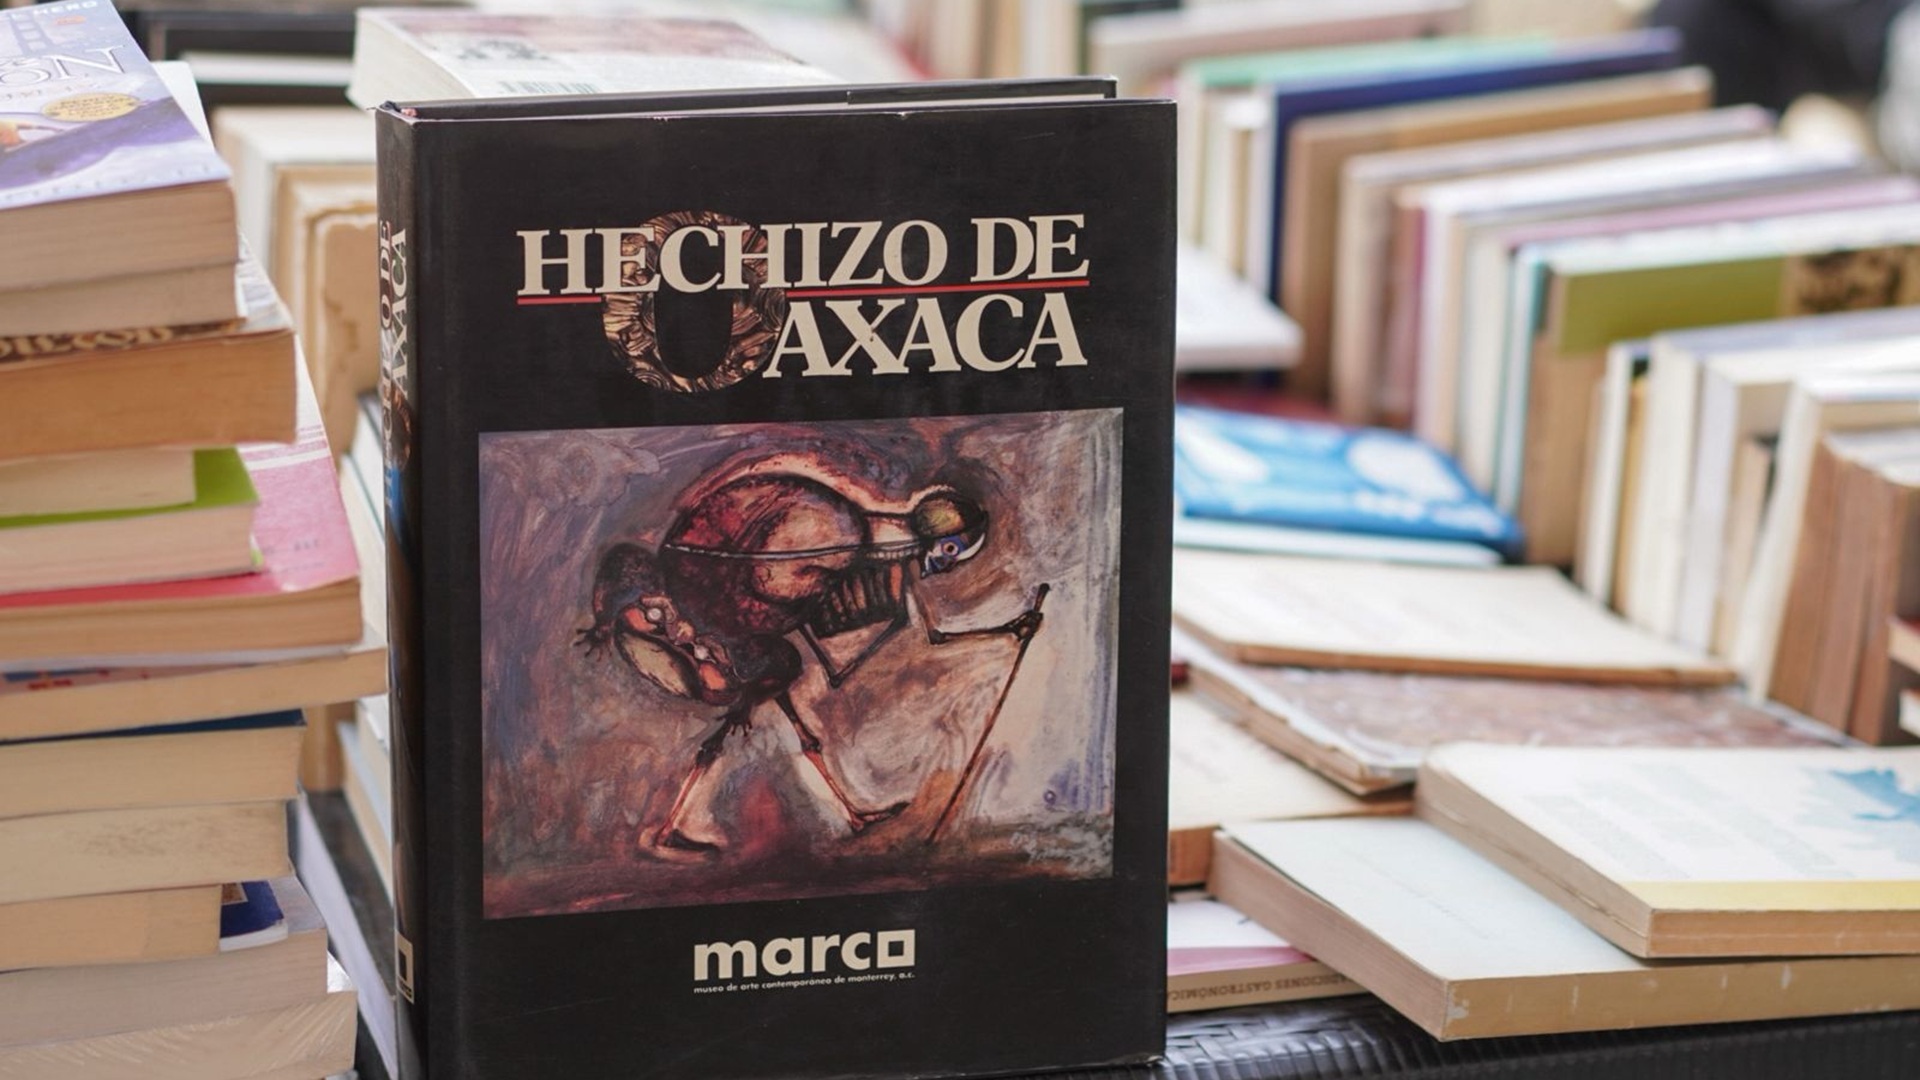 HECHIZO DE
OAXACA
marco
museo de arte contemporáneo de monterrey, a.c.
HECHIZO DE
OAXACA